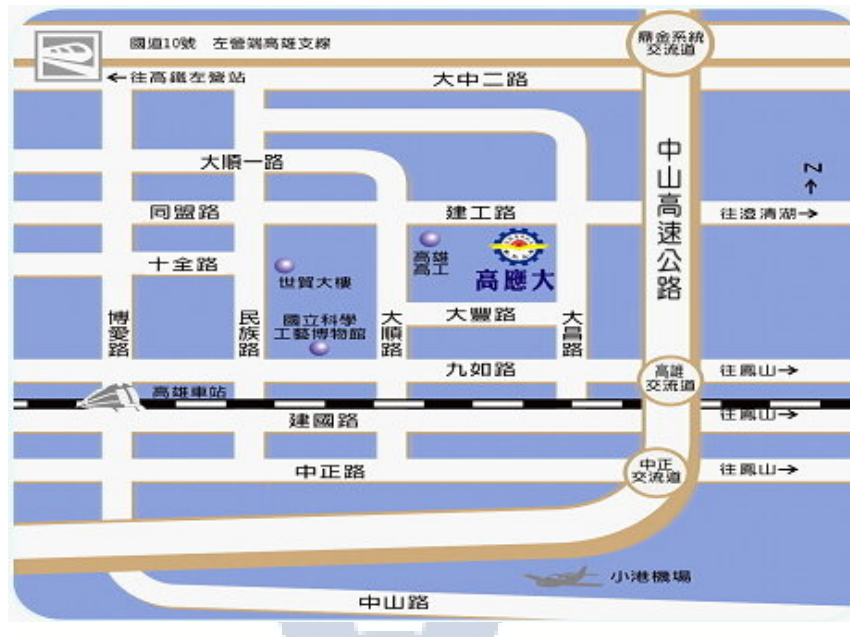 國道10號 左營端高雄支線
鼎金系統
交流道
←往高鐵左營站
大中二路
大順一路
中山高速公路
N
同盟路
建工路
往澄清湖→
十全路
高雄
高工
高應大
世貿大樓
博愛路
民族路
國立科學
工藝博物館
大順路
大豐路
大昌路
九如路
高雄
交流道
往鳳山→
高雄車站
建國路
往鳳山→
中正路
中正
交流道
往鳳山→
小港機場
中山路